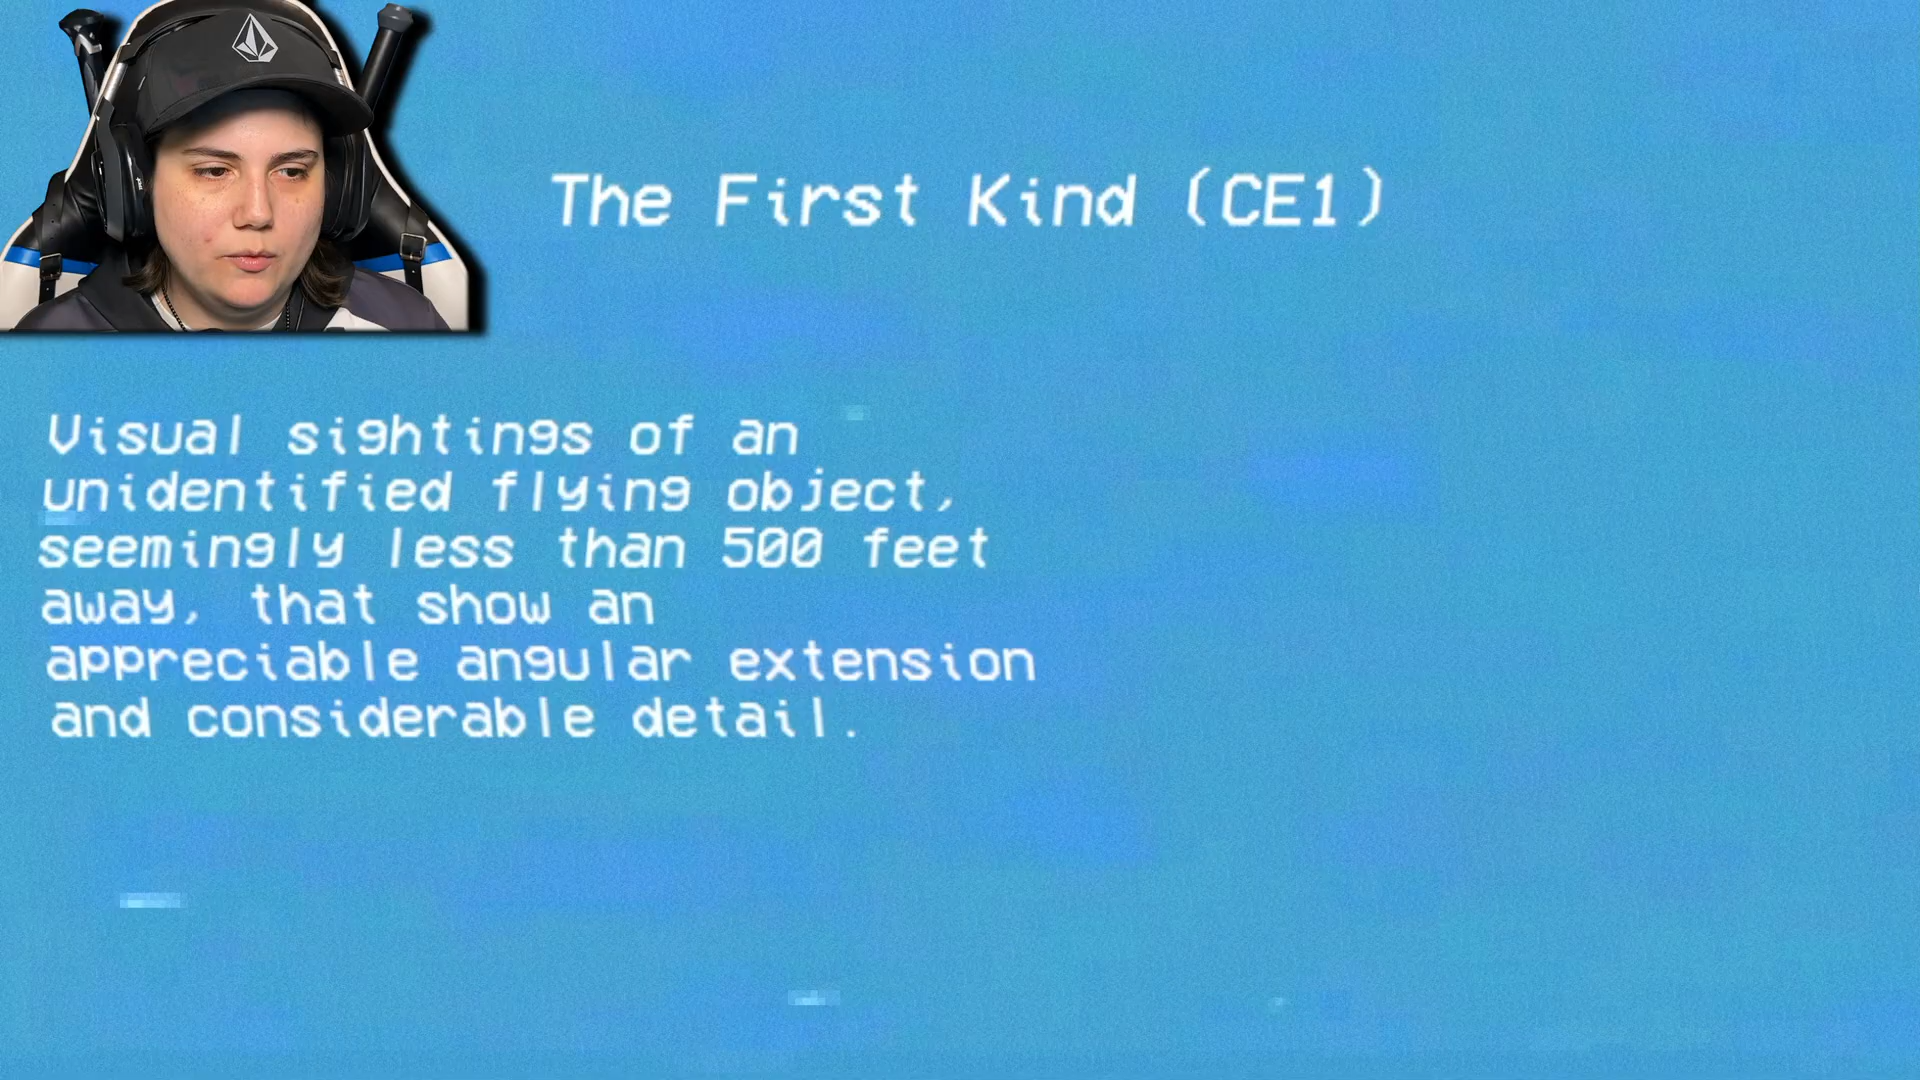 The First Kind (CE1)
Visual sightings of an
unidentified flying object,
seemingly less than 500 feet
away, that show an
appreciable angular extension
and considerable detail.